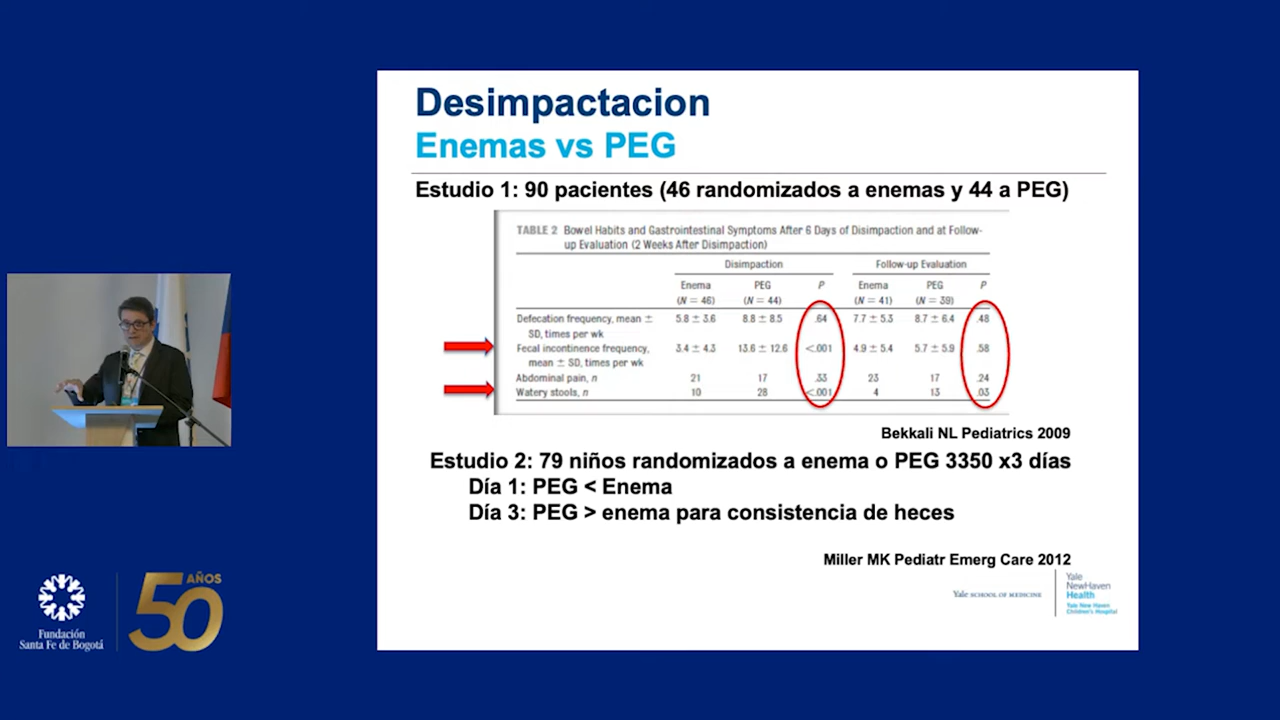 Desimpactacion
Enemas vs PEG
Estudio 1: 90 pacientes (46 randomizados a enemas y 44 a PEG)
TABLE 2 Bowel Habits and Gastrointestinal Symptoms After 6 Days of Disimpaction and at Follow-
up Evaluation (2 Weeks After Disimpaction)
Disimpaction Follow-up Evaluation
Enema PEG P Enema PEG P
(N = 46) (N = 44) (N = 41) (N = 39)
Defecation frequency, mean ± 5.8 ± 3.6 8.8 ± 8.5 .64 7.7 ± 5.3 8.7 ± 6.4 .48
SD, times per wk
Fecal incontinence frequency, 3.4 ± 4.3 13.6 ± 12.6 <.001 4.9 ± 5.4 5.7 ± 5.9 .58
mean ± SD, times per wk
Abdominal pain, n 21 17 .33 23 17 .24
Watery stools, n 10 28 <.001 4 13 .03
Bekkali NL Pediatrics 2009
Estudio 2: 79 niños randomizados a enema o PEG 3350 x3 días
Día 1: PEG < Enema
Día 3: PEG > enema para consistencia de heces
Miller MK Pediatr Emerg Care 2012
Yale SCHOOL OF MEDICINE
Yale
NewHaven
Health
Yale New Haven
Children's Hospital
Fundación
Santa Fe de Bogotá
50 AÑOS